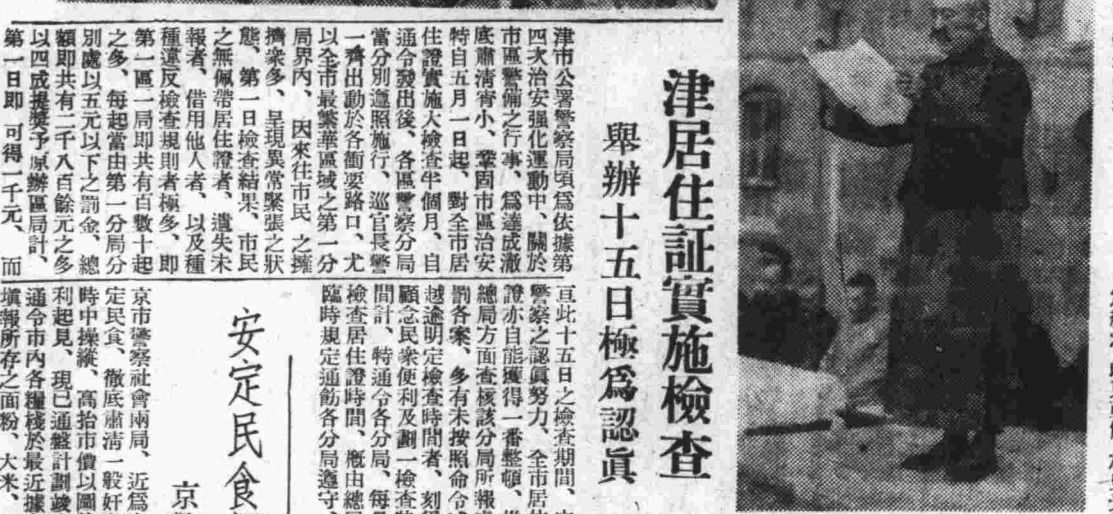 津居住証實施檢查
舉辦十五日極爲認眞
津市公署警察局頃爲依據第
四次治安强化運動中、關於
市區警備之行事、爲達成澈
底肅清宵小、鞏固市區治安
特自五月一日起、對全市居
住證實施大檢查半個月、自
通令發出後、各區警察分局
當分別遵照施行、巡官長警
一齊出動於各衝要路口、尤
以全市最繁華區域之第一分
局界內、因來往市民之擁
擠衆多、呈現異常緊張之狀
態、第一日檢查結果、市民
之無佩帶居住證者、遺失未
報者、借用他人者、以及種
種違反檢查規則者極多、即
第一區一局即共有百數十起
之多、每起當由第一分局分
別處以五元以下之罰金、總
額即共有二千八百餘元之多
以四成提奬予原辦區局計、
第一日即可得一千元、而
亘此十五日之檢查期間、
警察之認眞努力、全市居住
證亦自能獲得一番整頓、
總局方面查核該分局所報
罰各案、多有未按照命令
越逾明定檢查時間者、刻
顧念民衆便利及劃一檢查
間計、特通令各分局、每
檢查居住證時間、槪由總
臨時規定通飭各分局遵守、
安定民食
京
京市警察社會兩局、近爲
定民食、徹底肅清一般奸
時中操縱、高抬市價以圖
利起見、現已通盤計劃竣
通令市內各糧棧於最近
塡報所存之面粉、大米、